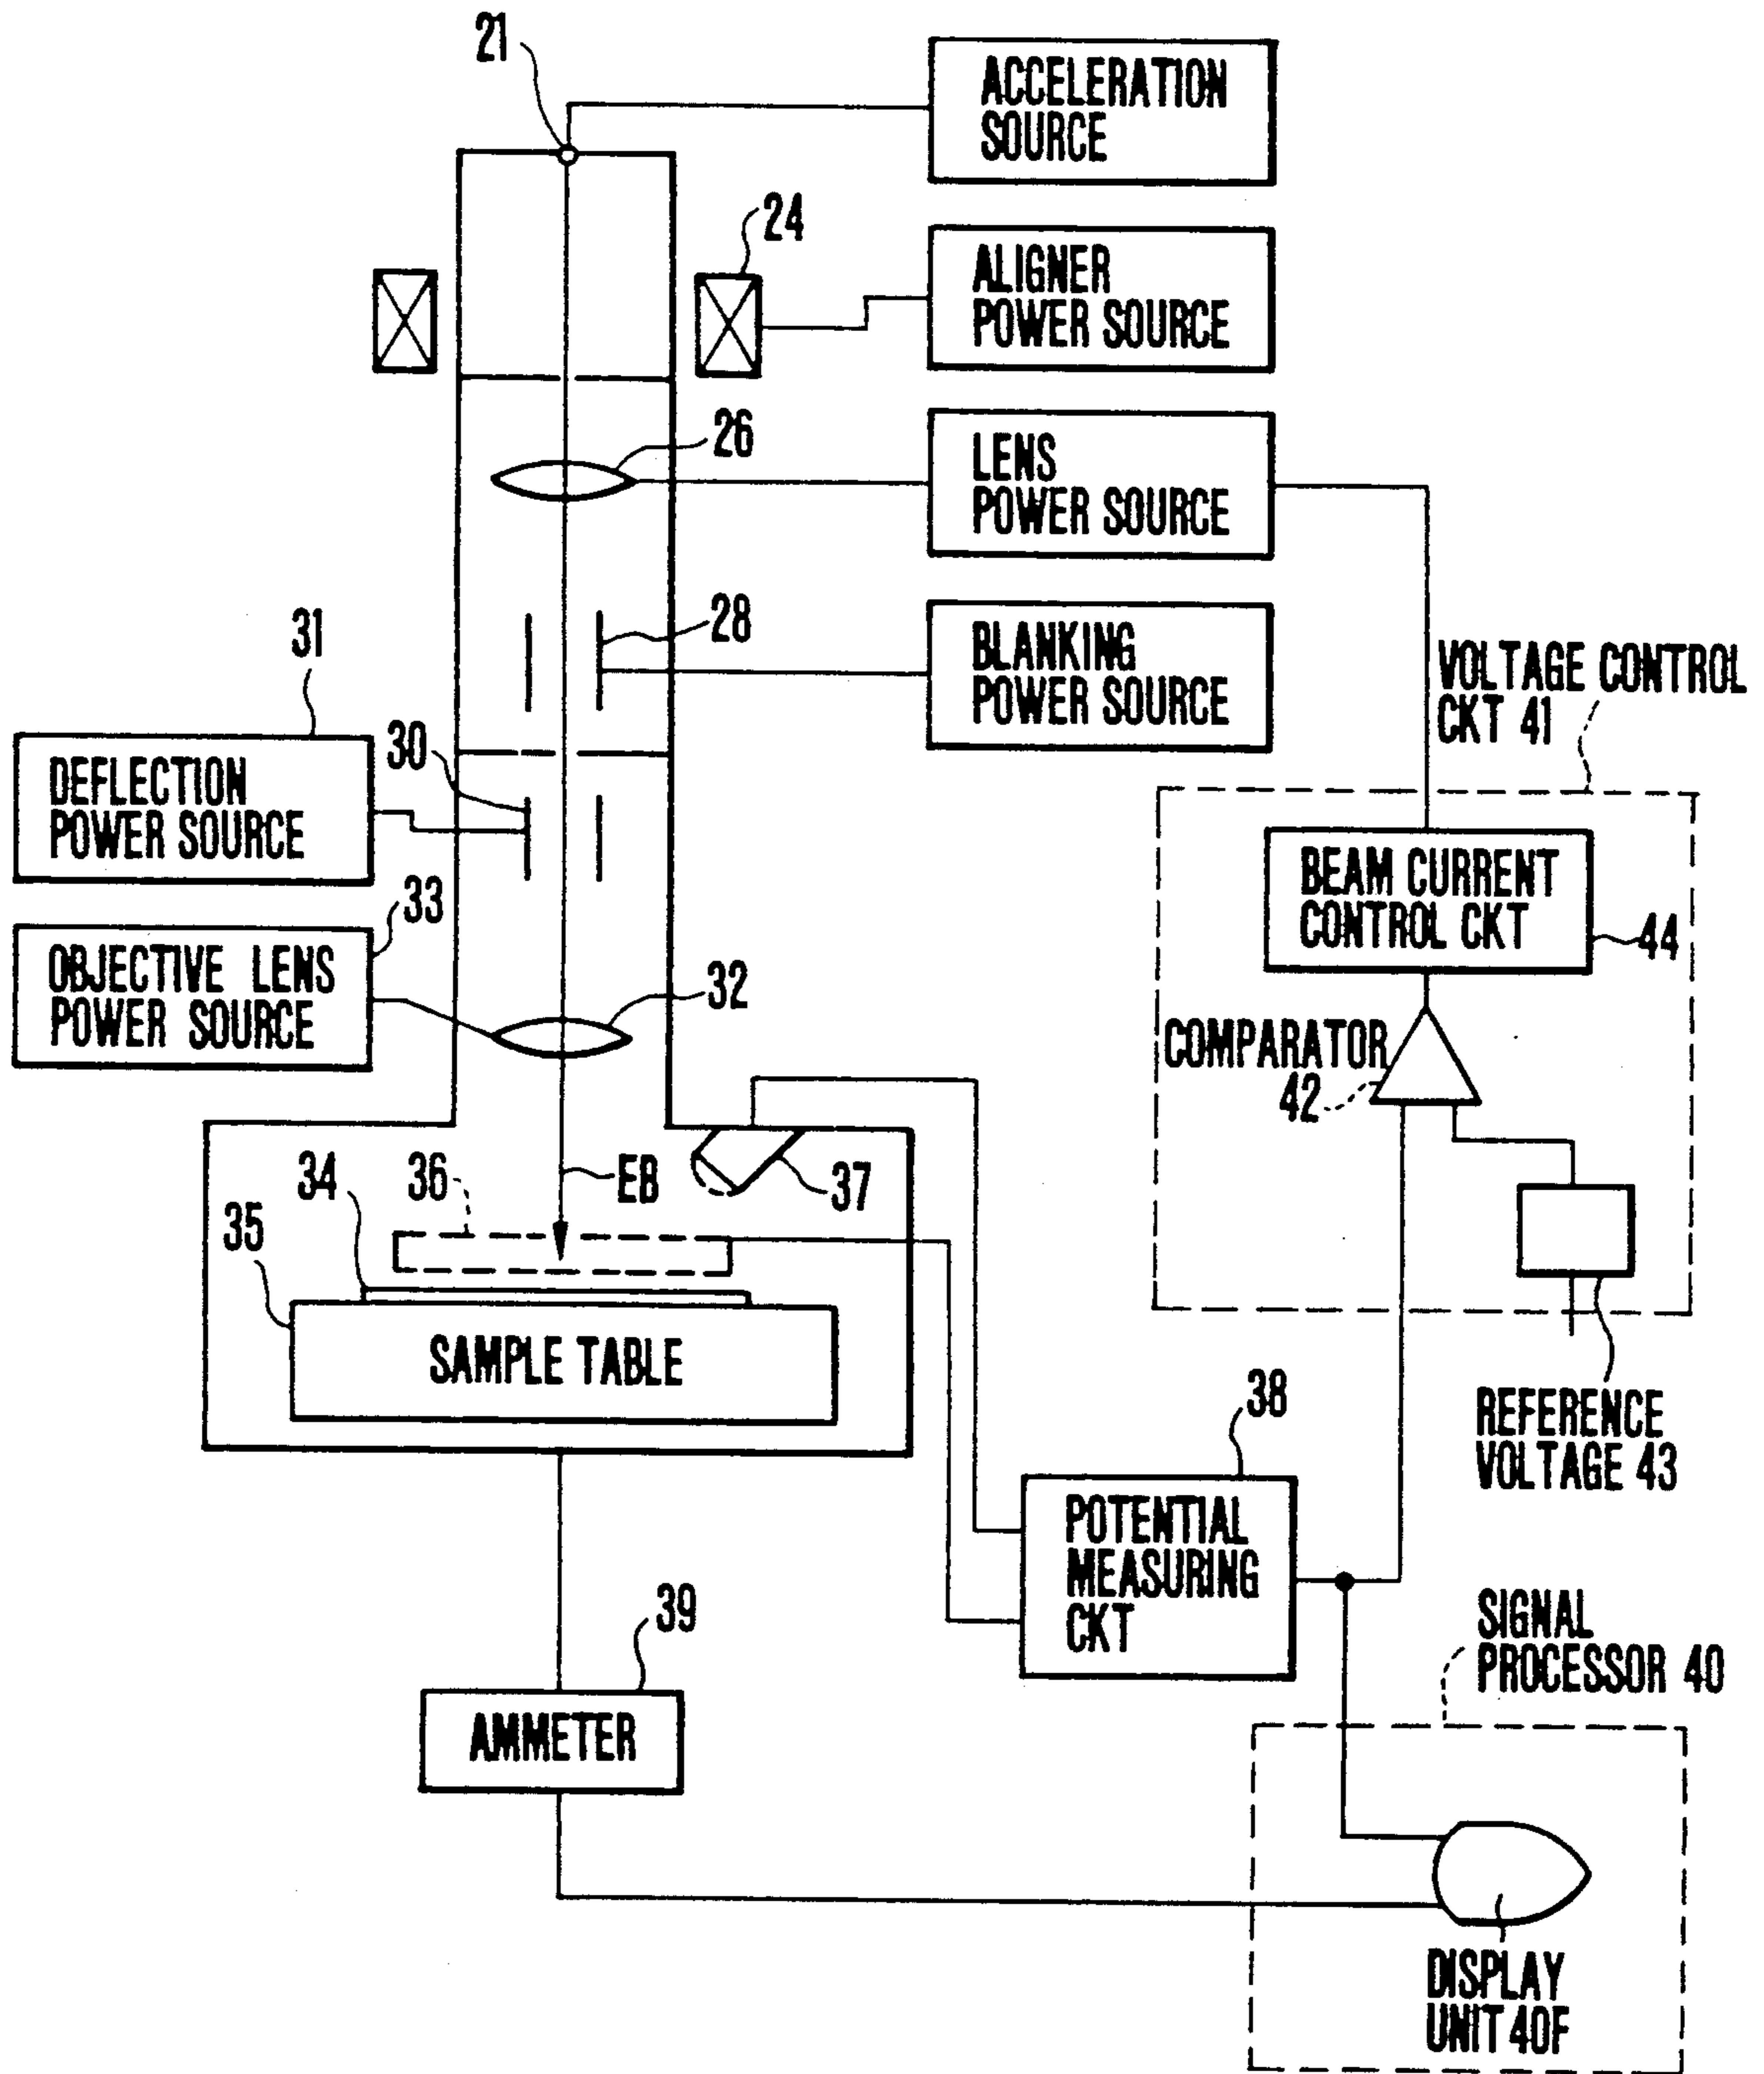 21
ACCELERATION
SOURCE
24
ALIGNER
POWER SOURCE
26
LENS
POWER SOURCE
28
BLANKING
POWER SOURCE
VOLTAGE CONTROL
CKT 41
31
DEFLECTION
POWER SOURCE
30
BEAM CURRENT
CONTROL CKT
44
33
OBJECTIVE LENS
POWER SOURCE
32
COMPARATOR
42
34
36
EB
37
35
SAMPLE TABLE
REFERENCE
VOLTAGE 43
38
POTENTIAL
MEASURING
CKT
39
AMMETER
SIGNAL
PROCESSOR 40
DISPLAY
UNIT 40F